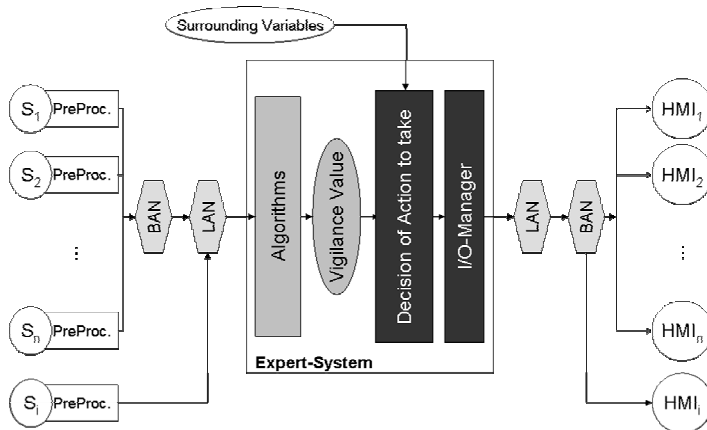 Surrounding Variables
S1 PreProc.
S2 PreProc.
⋮
Sn PreProc.
Si PreProc.
BAN
LAN
Algorithms
Vigilance Value
Decision of Action to take
I/O-Manager
Expert-System
LAN
BAN
HMI1
HMI2
⋮
HMIn
HMIi